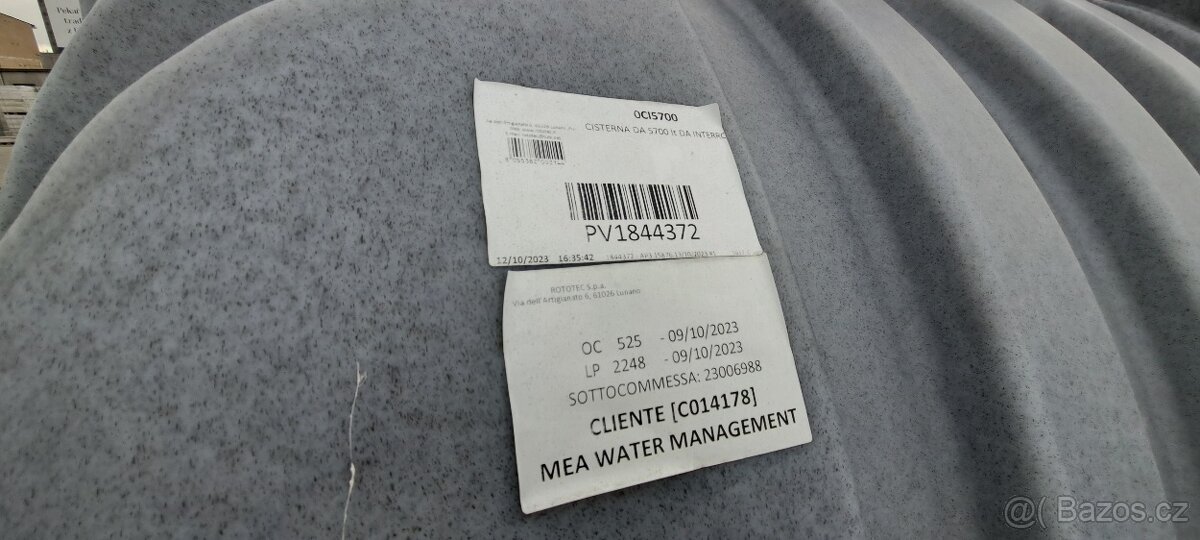 Pekař
trad
0CI5700
CISTERNA DA 5700 lt DA INTERRO
PV1844372
12/10/2023 16:35:42
ROTOTEC S.p.a.
Via dell'Artigianato 6, 61026 Lunano
OC 525 - 09/10/2023
LP 2248 - 09/10/2023
SOTTOCOMMESSA: 23006988
CLIENTE [C014178]
MEA WATER MANAGEMENT
Bazos.cz